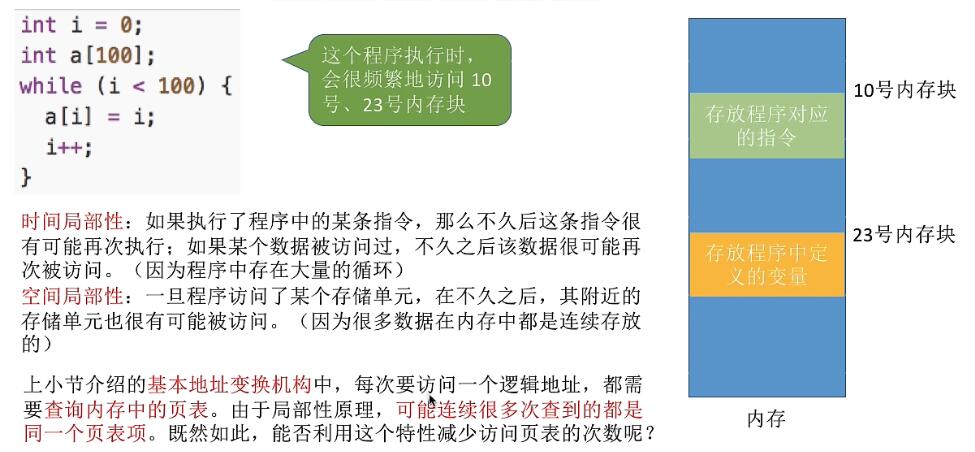 int i = 0;
int a[100];
while (i < 100) {
a[i] = i;
i++;
}
这个程序执行时，
会很频繁地访问 10
号、23号内存块
时间局部性：如果执行了程序中的某条指令，那么不久后这条指令很
有可能再次执行；如果某个数据被访问过，不久之后该数据很可能再
次被访问。（因为程序中存在大量的循环）
空间局部性：一旦程序访问了某个存储单元，在不久之后，其附近的
存储单元也很有可能被访问。（因为很多数据在内存中都是连续存放
的）
上小节介绍的基本地址变换机构中，每次要访问一个逻辑地址，都需
要查询内存中的页表。由于局部性原理，可能连续很多次查到的都是
同一个页表项。既然如此，能否利用这个特性减少访问页表的次数呢？
10号内存块
存放程序对应
的指令
23号内存块
存放程序中定
义的变量
内存